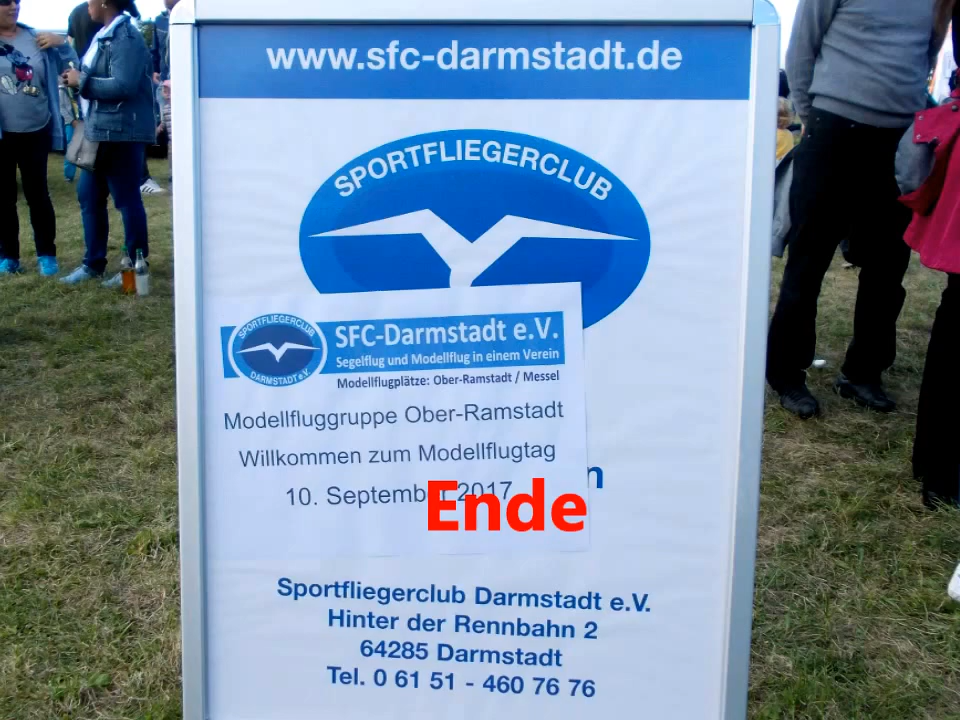 www.sfc-darmstadt.de
SPORTFLIEGERCLUB
SPORTFLIEGERCLUB
DARMSTADT e.V.
SFC-Darmstadt e.V.
Segelflug und Modellflug in einem Verein
Modellflugplätze: Ober-Ramstadt / Messel
Modellfluggruppe Ober-Ramstadt
Willkommen zum Modellflugtag
n
10. September 2017
Ende
Sportfliegerclub Darmstadt e.V.
Hinter der Rennbahn 2
64285 Darmstadt
Tel. 0 61 51 - 460 76 76